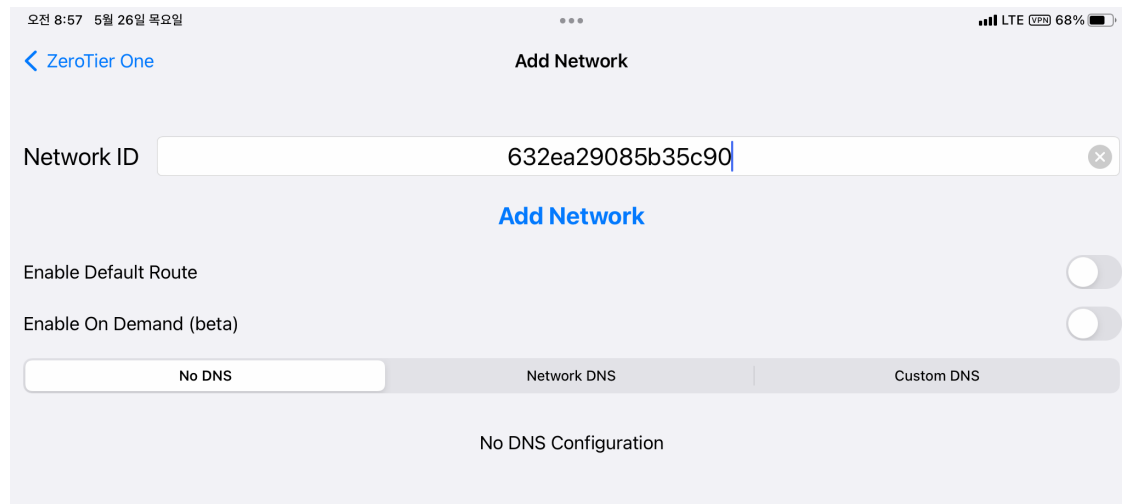 오전 8:57 5월 26일 목요일
LTE VPN 68%
ZeroTier One
Add Network
Network ID 632ea29085b35c90
Add Network
Enable Default Route
Enable On Demand (beta)
No DNS Network DNS Custom DNS
No DNS Configuration